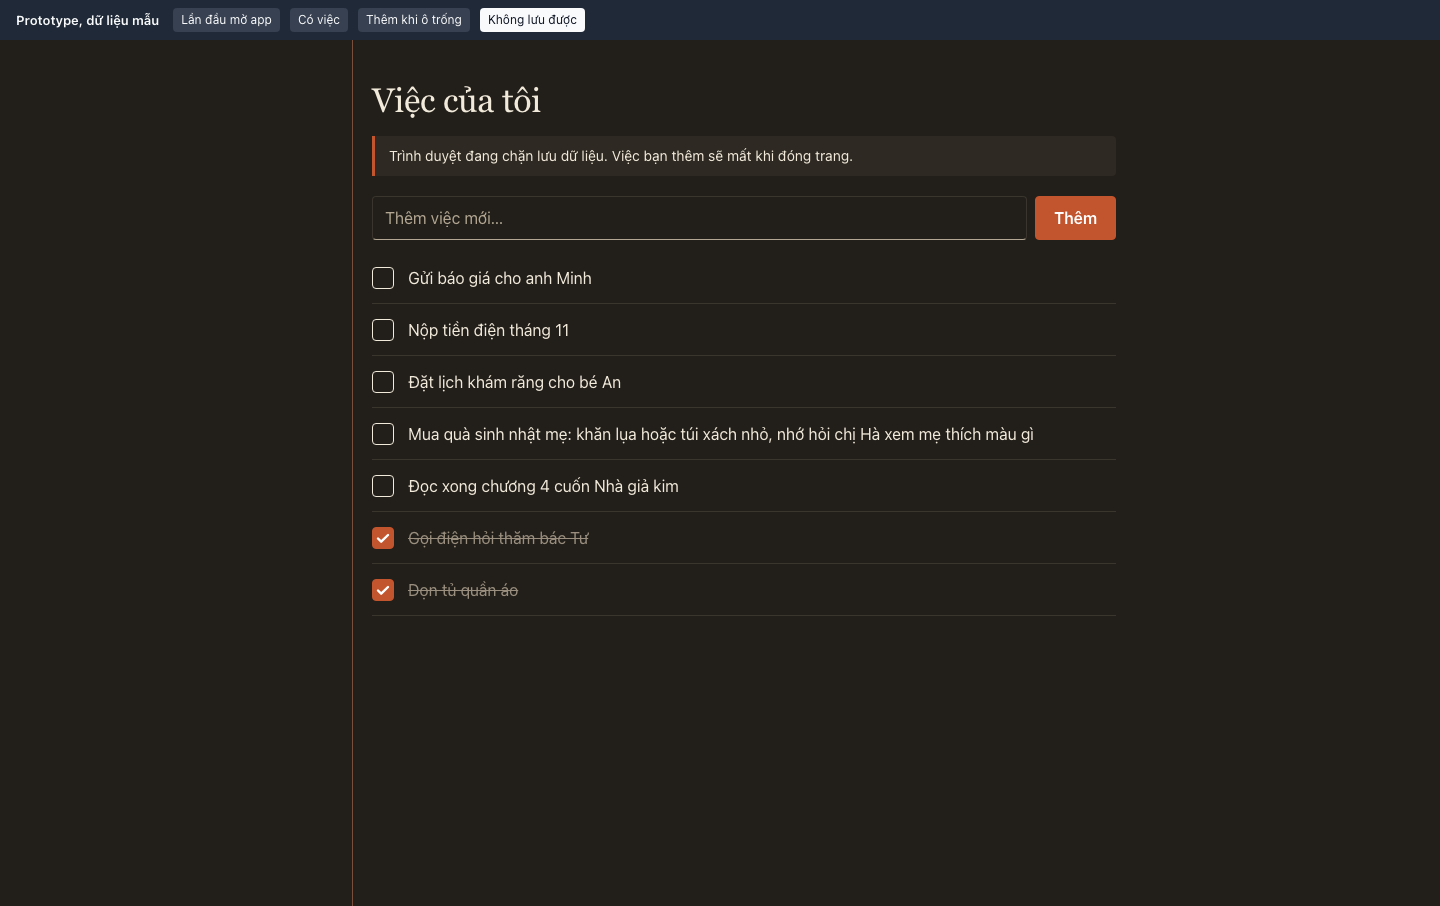 Prototype, dữ liệu mẫu
Lần đầu mở app
Có việc
Thêm khi ô trống
Không lưu được
Việc của tôi
Trình duyệt đang chặn lưu dữ liệu. Việc bạn thêm sẽ mất khi đóng trang.
Thêm việc mới...
Thêm
Gửi báo giá cho anh Minh
Nộp tiền điện tháng 11
Đặt lịch khám răng cho bé An
Mua quà sinh nhật mẹ: khăn lụa hoặc túi xách nhỏ, nhớ hỏi chị Hà xem mẹ thích màu gì
Đọc xong chương 4 cuốn Nhà giả kim
Gọi điện hỏi thăm bác Tư
Dọn tủ quần áo